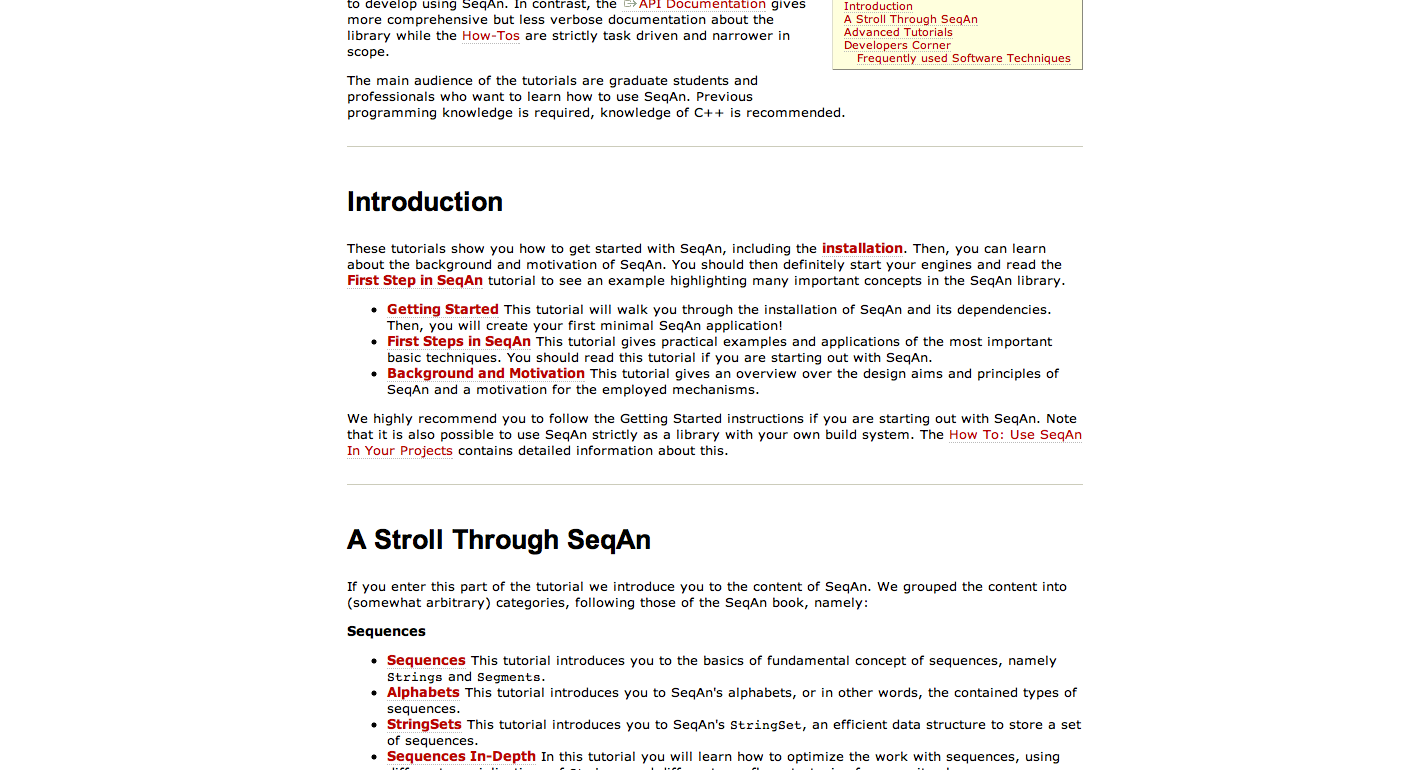 to develop using SeqAn. In contrast, the API Documentation gives
more comprehensive but less verbose documentation about the
library while the How-Tos are strictly task driven and narrower in
scope.
Introduction
A Stroll Through SeqAn
Advanced Tutorials
Developers Corner
Frequently used Software Techniques
The main audience of the tutorials are graduate students and
professionals who want to learn how to use SeqAn. Previous
programming knowledge is required, knowledge of C++ is recommended.
Introduction
These tutorials show you how to get started with SeqAn, including the installation. Then, you can learn
about the background and motivation of SeqAn. You should then definitely start your engines and read the
First Step in SeqAn tutorial to see an example highlighting many important concepts in the SeqAn library.
• Getting Started This tutorial will walk you through the installation of SeqAn and its dependencies.
Then, you will create your first minimal SeqAn application!
• First Steps in SeqAn This tutorial gives practical examples and applications of the most important
basic techniques. You should read this tutorial if you are starting out with SeqAn.
• Background and Motivation This tutorial gives an overview over the design aims and principles of
SeqAn and a motivation for the employed mechanisms.
We highly recommend you to follow the Getting Started instructions if you are starting out with SeqAn. Note
that it is also possible to use SeqAn strictly as a library with your own build system. The How To: Use SeqAn
In Your Projects contains detailed information about this.
A Stroll Through SeqAn
If you enter this part of the tutorial we introduce you to the content of SeqAn. We grouped the content into
(somewhat arbitrary) categories, following those of the SeqAn book, namely:
Sequences
• Sequences This tutorial introduces you to the basics of fundamental concept of sequences, namely
Strings and Segments.
• Alphabets This tutorial introduces you to SeqAn's alphabets, or in other words, the contained types of
sequences.
• StringSets This tutorial introduces you to SeqAn's StringSet, an efficient data structure to store a set
of sequences.
• Sequences In-Depth In this tutorial you will learn how to optimize the work with sequences, using